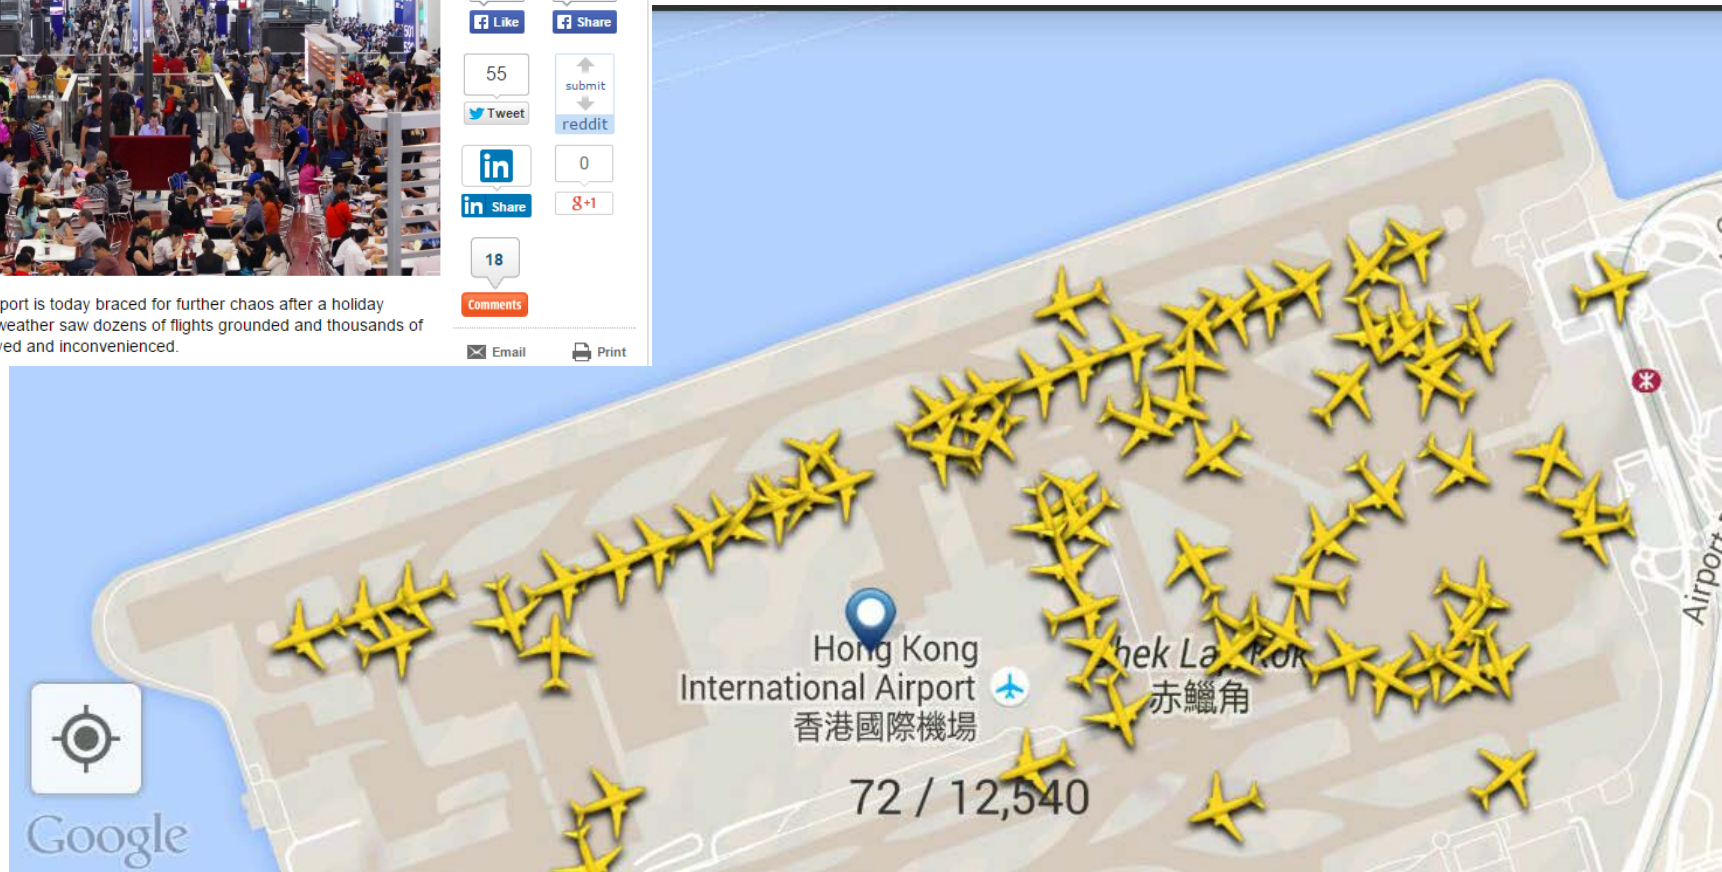 Like
Share
55
submit
Tweet
reddit
in
0
in Share
g+1
18
Comments
port is today braced for further chaos after a holiday
weather saw dozens of flights grounded and thousands of
ed and inconvenienced.
Email
Print
Hong Kong
International Airport
香港國際機場
Chek Lap Kok
赤鱲角
72 / 12,540
Airport
Google